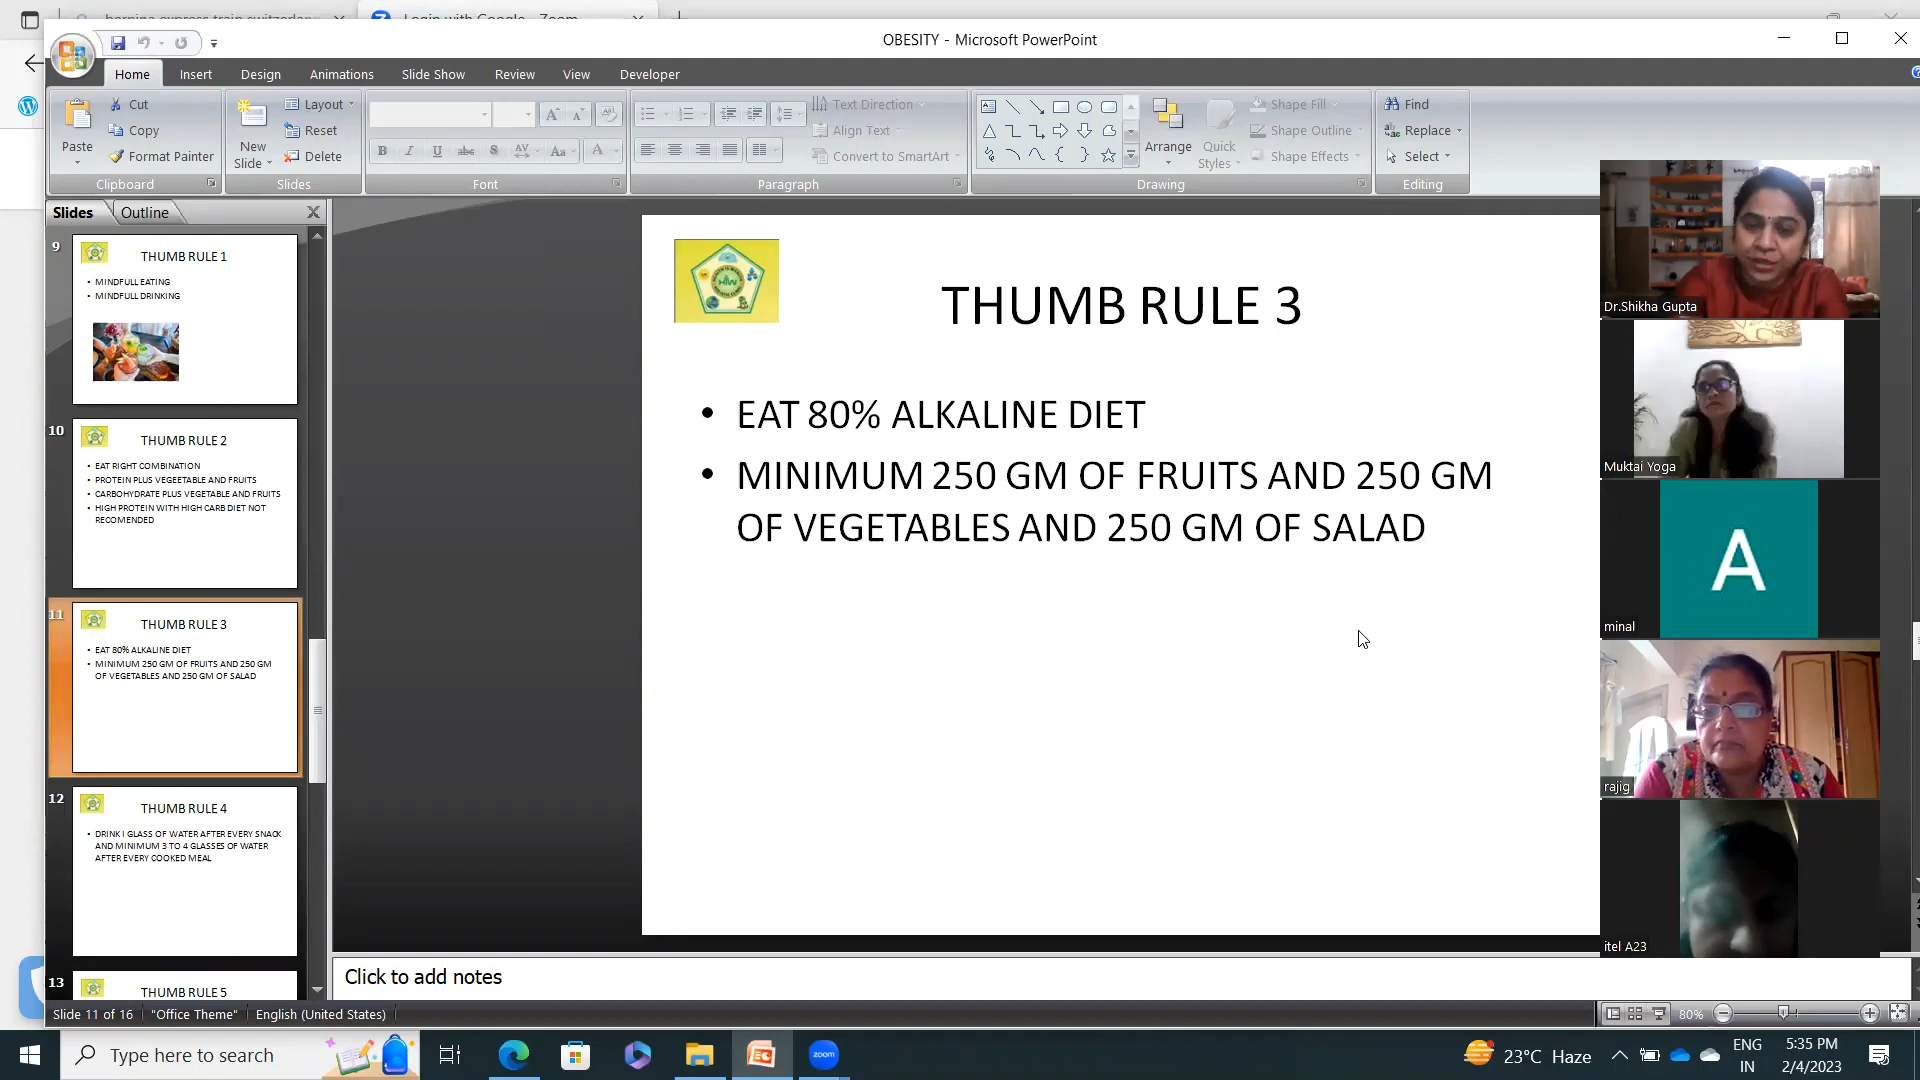 Login with Google - Zoom
OBESITY - Microsoft PowerPoint
Home Insert Design Animations Slide Show Review View Developer
Paste
Cut
Copy
Format Painter
Clipboard
New Slide
Layout
Reset
Delete
Slides
Font
Text Direction
Align Text
Convert to SmartArt
Paragraph
Arrange
Quick Styles
Shape Fill
Shape Outline
Shape Effects
Drawing
Find
Replace
Select
Editing
Slides Outline
9
THUMB RULE 1
• MINDFULL EATING
• MINDFULL DRINKING
10
THUMB RULE 2
• EAT RIGHT COMBINATION
• PROTEIN PLUS VEGEETABLE AND FRUITS
• CARBOHYDRATE PLUS VEGETABLE AND FRUITS
• HIGH PROTEIN WITH HIGH CARB DIET NOT
RECOMENDED
11
THUMB RULE 3
• EAT 80% ALKALINE DIET
• MINIMUM 250 GM OF FRUITS AND 250 GM
OF VEGETABLES AND 250 GM OF SALAD
12
THUMB RULE 4
• DRINK I GLASS OF WATER AFTER EVERY SNACK
AND MINIMUM 3 TO 4 GLASSES OF WATER
AFTER EVERY COOKED MEAL
13
THUMB RULE 5
THUMB RULE 3
• EAT 80% ALKALINE DIET
• MINIMUM 250 GM OF FRUITS AND 250 GM
OF VEGETABLES AND 250 GM OF SALAD
Dr.Shikha Gupta
Muktai Yoga
A
minal
rajig
itel A23
Click to add notes
Slide 11 of 16 "Office Theme" English (United States)
80%
Type here to search
zoom
23°C Haze
ENG
IN
5:35 PM
2/4/2023